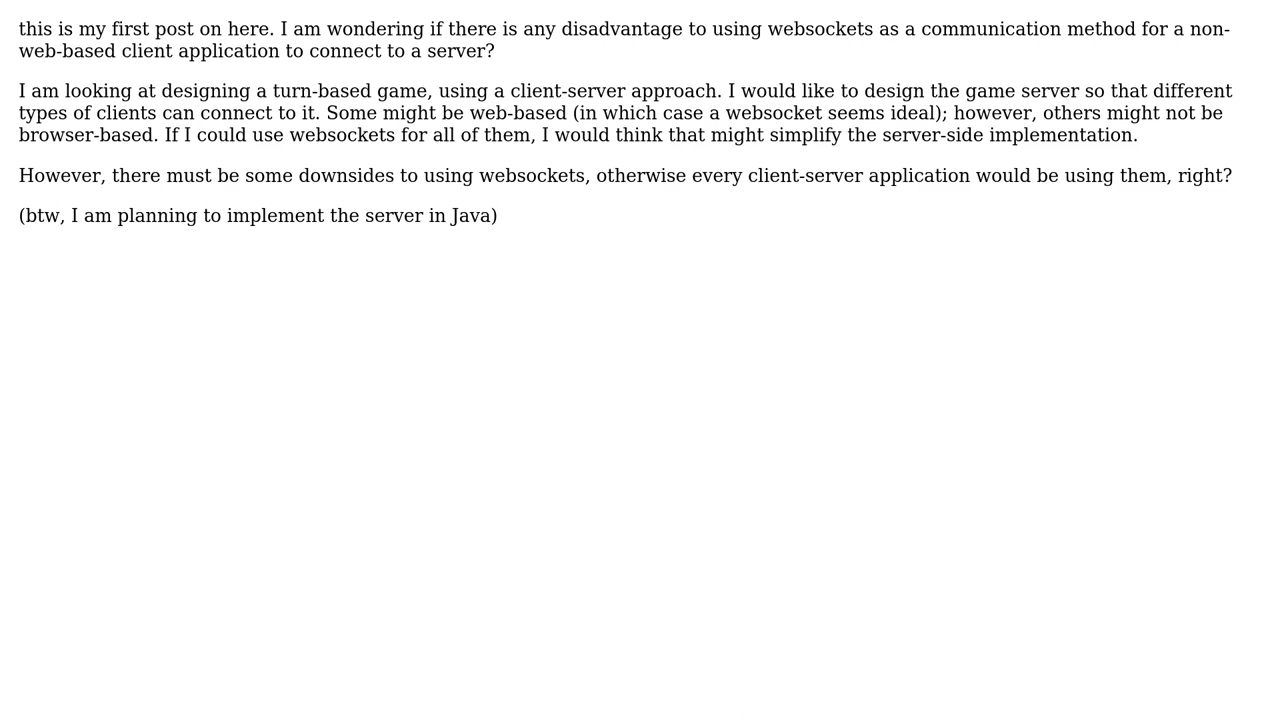 this is my first post on here. I am wondering if there is any disadvantage to using websockets as a communication method for a non-
web-based client application to connect to a server?
I am looking at designing a turn-based game, using a client-server approach. I would like to design the game server so that different
types of clients can connect to it. Some might be web-based (in which case a websocket seems ideal); however, others might not be
browser-based. If I could use websockets for all of them, I would think that might simplify the server-side implementation.
However, there must be some downsides to using websockets, otherwise every client-server application would be using them, right?
(btw, I am planning to implement the server in Java)